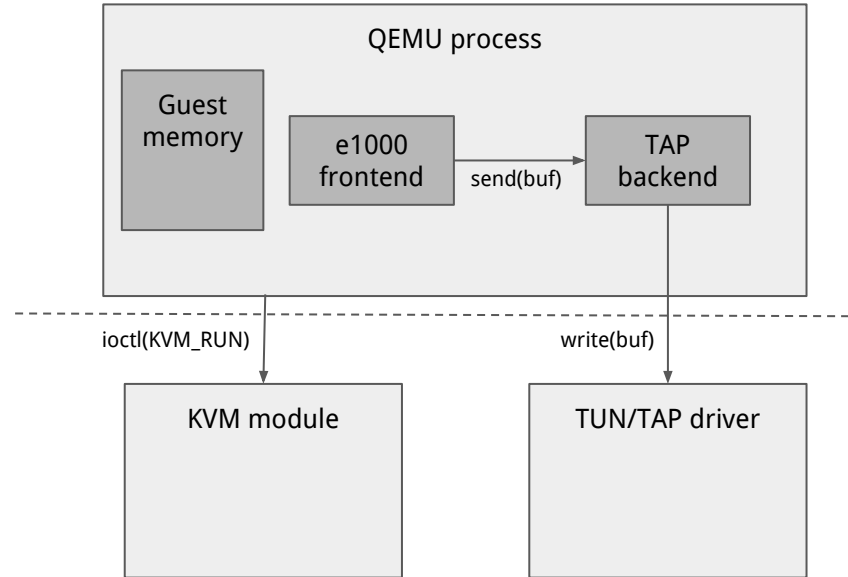 QEMU process
Guest
memory
e1000
frontend
send(buf)
TAP
backend
ioctl(KVM_RUN)
write(buf)
KVM module
TUN/TAP driver